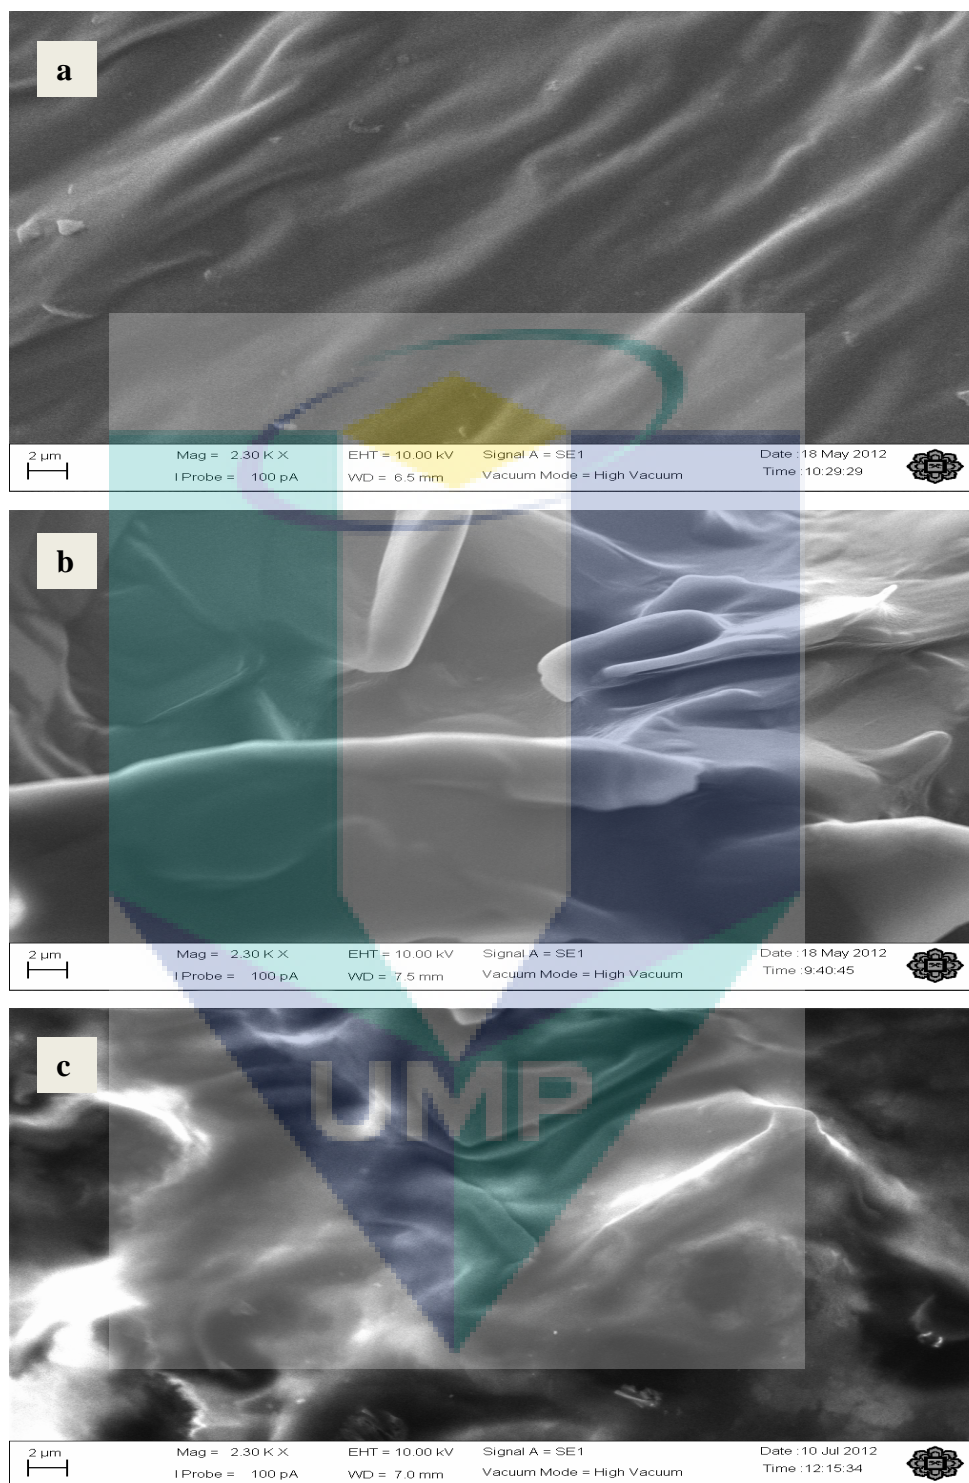 a
2 µm
Mag = 2.30 K X
EHT = 10.00 kV
Signal A = SE1
Date :18 May 2012
I Probe = 100 pA
WD = 6.5 mm
Vacuum Mode = High Vacuum
Time :10:29:29
b
2 µm
Mag = 2.30 K X
EHT = 10.00 kV
Signal A = SE1
Date :18 May 2012
I Probe = 100 pA
WD = 7.5 mm
Vacuum Mode = High Vacuum
Time :9:40:45
c
UMP
2 µm
Mag = 2.30 K X
EHT = 10.00 kV
Signal A = SE1
Date :10 Jul 2012
I Probe = 100 pA
WD = 7.0 mm
Vacuum Mode = High Vacuum
Time :12:15:34